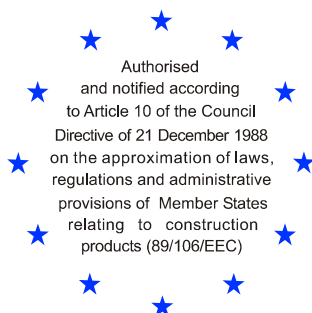 Authorised
and notified according
to Article 10 of the Council
Directive of 21 December 1988
on the approximation of laws,
regulations and administrative
provisions of Member States
relating to construction
products (89/106/EEC)